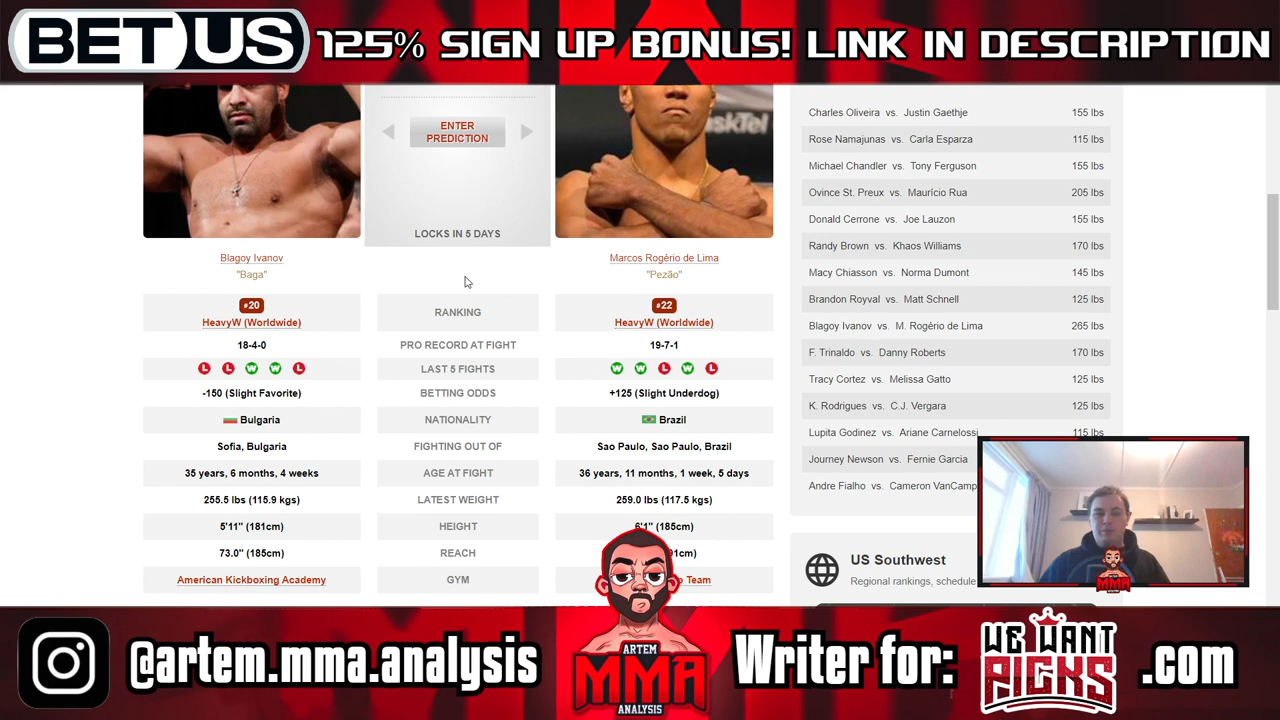 BET US 125% SIGN UP BONUS! LINK IN DESCRIPTION
ENTER
PREDICTION
LOCKS IN 5 DAYS
Blagoy Ivanov
"Baga"
Marcos Rogério de Lima
"Pezão"
#20
HeavyW (Worldwide)
RANKING
#22
HeavyW (Worldwide)
18-4-0 PRO RECORD AT FIGHT 19-7-1
L L W W L LAST 5 FIGHTS W W L W L
-150 (Slight Favorite) BETTING ODDS +125 (Slight Underdog)
Bulgaria NATIONALITY Brazil
Sofia, Bulgaria FIGHTING OUT OF Sao Paulo, Sao Paulo, Brazil
35 years, 6 months, 4 weeks AGE AT FIGHT 36 years, 11 months, 1 week, 5 days
255.5 lbs (115.9 kgs) LATEST WEIGHT 259.0 lbs (117.5 kgs)
5'11" (181cm) HEIGHT 6'1" (185cm)
73.0" (185cm) REACH
American Kickboxing Academy GYM Team
Charles Oliveira vs. Justin Gaethje 155 lbs
Rose Namajunas vs. Carla Esparza 115 lbs
Michael Chandler vs. Tony Ferguson 155 lbs
Ovince St. Preux vs. Maurício Rua 205 lbs
Donald Cerrone vs. Joe Lauzon 155 lbs
Randy Brown vs. Khaos Williams 170 lbs
Macy Chiasson vs. Norma Dumont 145 lbs
Brandon Royval vs. Matt Schnell 125 lbs
Blagoy Ivanov vs. M. Rogério de Lima 265 lbs
F. Trinaldo vs. Danny Roberts 170 lbs
Tracy Cortez vs. Melissa Gatto 125 lbs
K. Rodrigues vs. C.J. Vergara 125 lbs
Lupita Godinez vs. Ariane Carnelossi 115 lbs
Journey Newson vs. Fernie Garcia
Andre Fialho vs. Cameron VanCamp
US Southwest
Regional rankings, schedule
MMA
@artem.mma.analysis
ARTEM
MMA
ANALYSIS
Writer for:
WE WANT
PICKS
.com